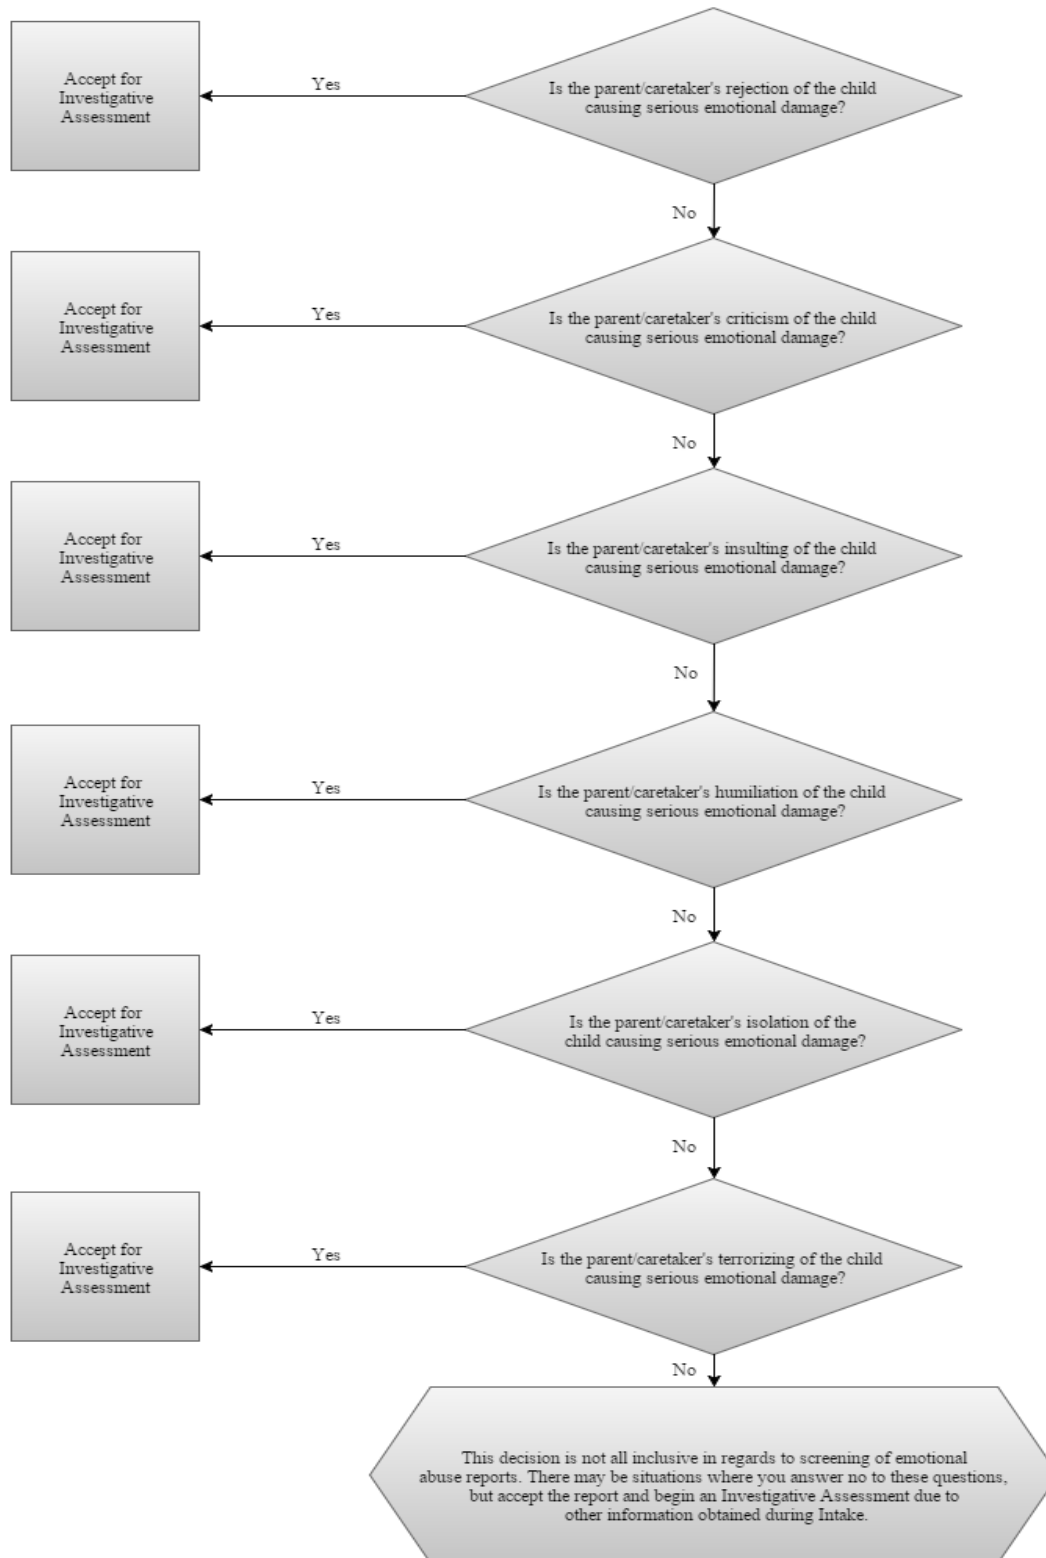 Is the parent/caretaker's rejection of the child
causing serious emotional damage?
Yes
Accept for
Investigative
Assessment
No
Is the parent/caretaker's criticism of the child
causing serious emotional damage?
Yes
Accept for
Investigative
Assessment
No
Is the parent/caretaker's insulting of the child
causing serious emotional damage?
Yes
Accept for
Investigative
Assessment
No
Is the parent/caretaker's humiliation of the child
causing serious emotional damage?
Yes
Accept for
Investigative
Assessment
No
Is the parent/caretaker's isolation of the
child causing serious emotional damage?
Yes
Accept for
Investigative
Assessment
No
Is the parent/caretaker's terrorizing of the child
causing serious emotional damage?
Yes
Accept for
Investigative
Assessment
No
This decision is not all inclusive in regards to screening of emotional
abuse reports. There may be situations where you answer no to these questions,
but accept the report and begin an Investigative Assessment due to
other information obtained during Intake.